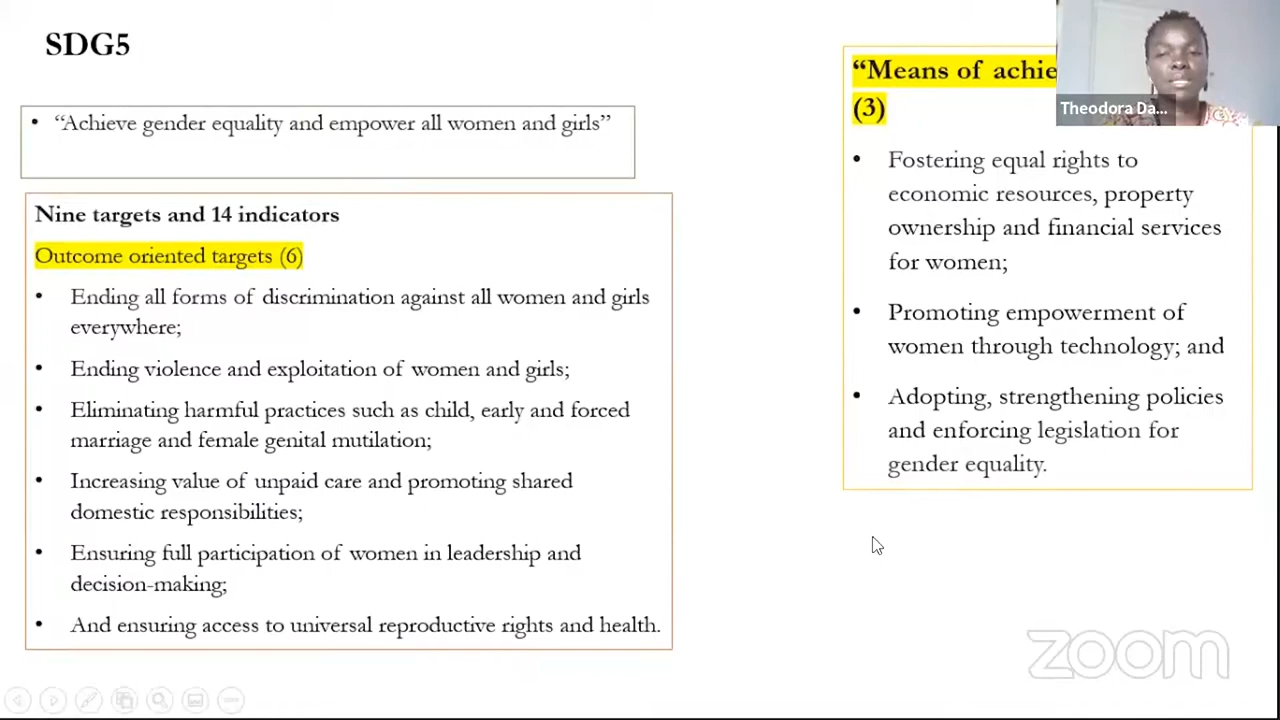 SDG5
• “Achieve gender equality and empower all women and girls”
Nine targets and 14 indicators
Outcome oriented targets (6)
• Ending all forms of discrimination against all women and girls
everywhere;
• Ending violence and exploitation of women and girls;
• Eliminating harmful practices such as child, early and forced
marriage and female genital mutilation;
• Increasing value of unpaid care and promoting shared
domestic responsibilities;
• Ensuring full participation of women in leadership and
decision-making;
• And ensuring access to universal reproductive rights and health.
“Means of achie
(3)
• Fostering equal rights to
economic resources, property
ownership and financial services
for women;
• Promoting empowerment of
women through technology; and
• Adopting, strengthening policies
and enforcing legislation for
gender equality.
Theodora Da...
zoom